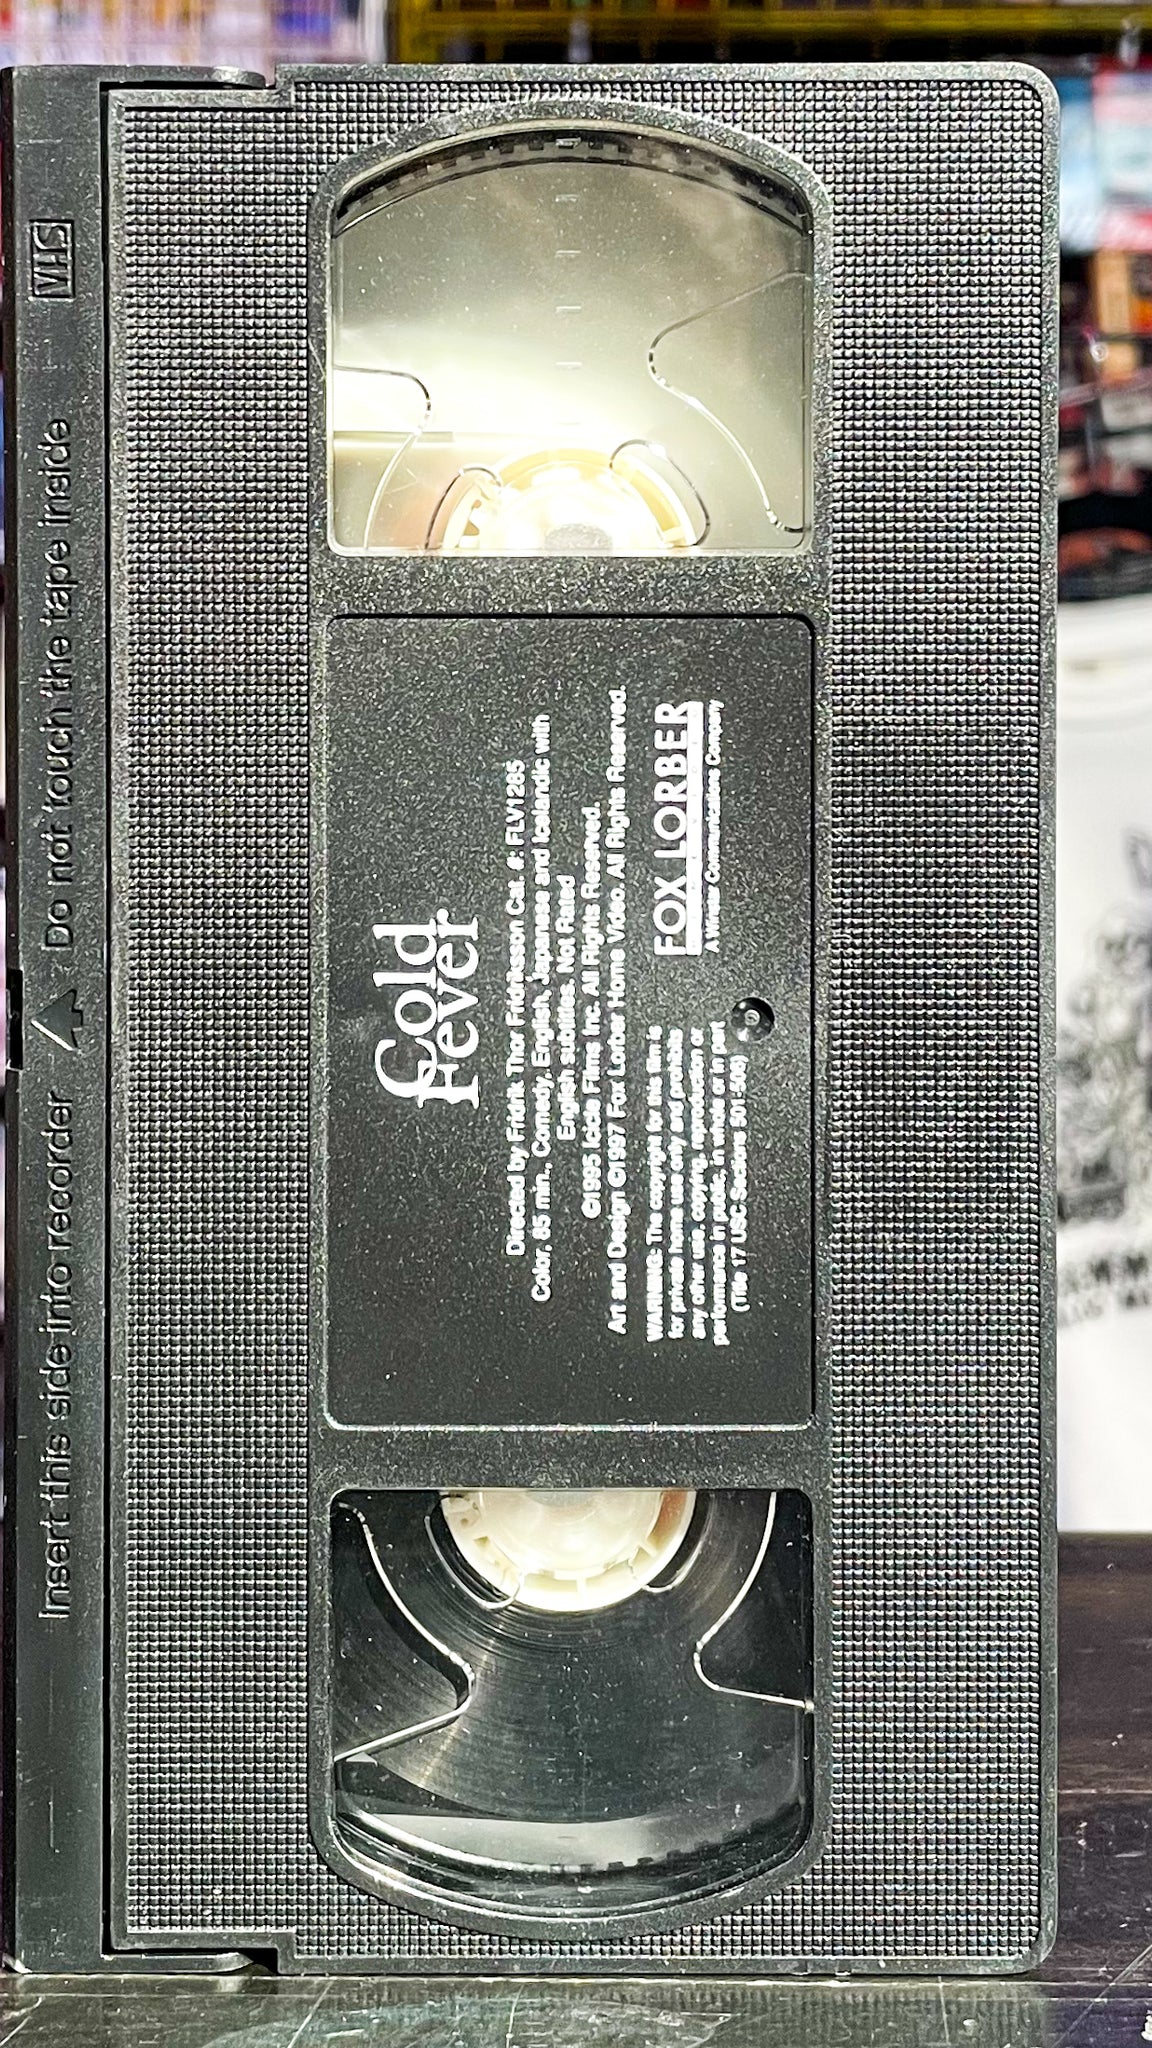 VHS
Insert this side into recorder
Do not touch the tape inside
Cold
Fever
Directed by Fridrik Thor Fridriksson Cat. #: FLV1285
Color, 85 min., Comedy, English, Japanese and Icelandic with
English subtitles. Not Rated
©1995 Icicle Films Inc. All Rights Reserved.
Art and Design ©1997 Fox Lorber Home Video. All Rights Reserved.
WARNING: The copyright for this film is
for private home use only and prohibits
any other use, copying, reproduction or
performance in public, in whole or in part
(Title 17 USC Sections 501-506)
FOX LORBER
A WinStar Communications Company